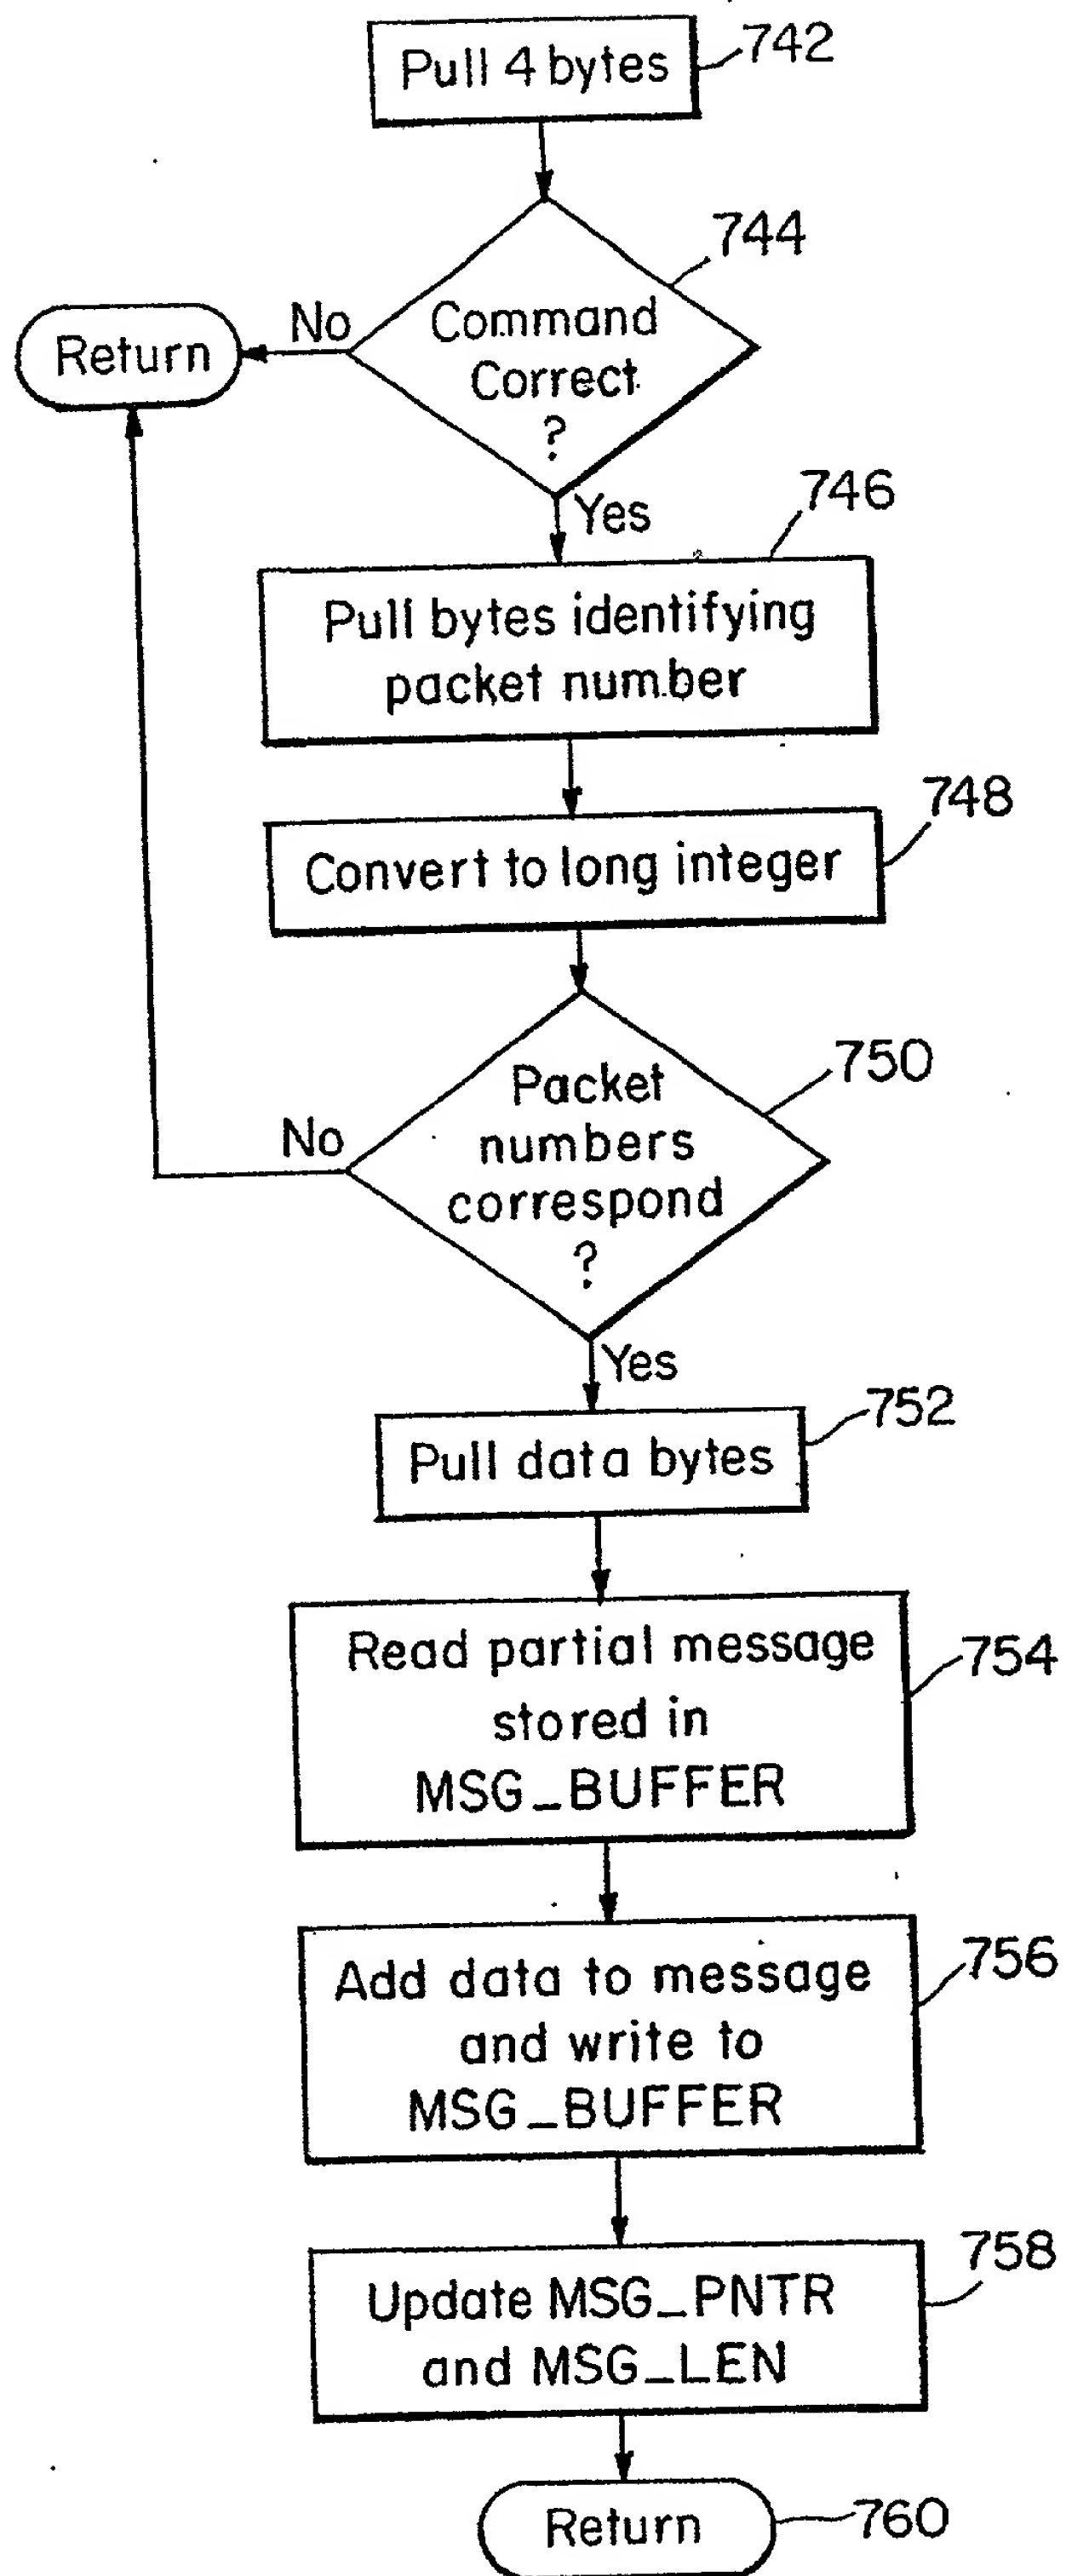 Pull 4 bytes
742
744
Command
Correct
?
No
Return
Yes
746
Pull bytes identifying
packet number
748
Convert to long integer
750
Packet
numbers
correspond
?
No
Yes
752
Pull data bytes
754
Read partial message
stored in
MSG_BUFFER
756
Add data to message
and write to
MSG_BUFFER
758
Update MSG_PNTR
and MSG_LEN
Return
760